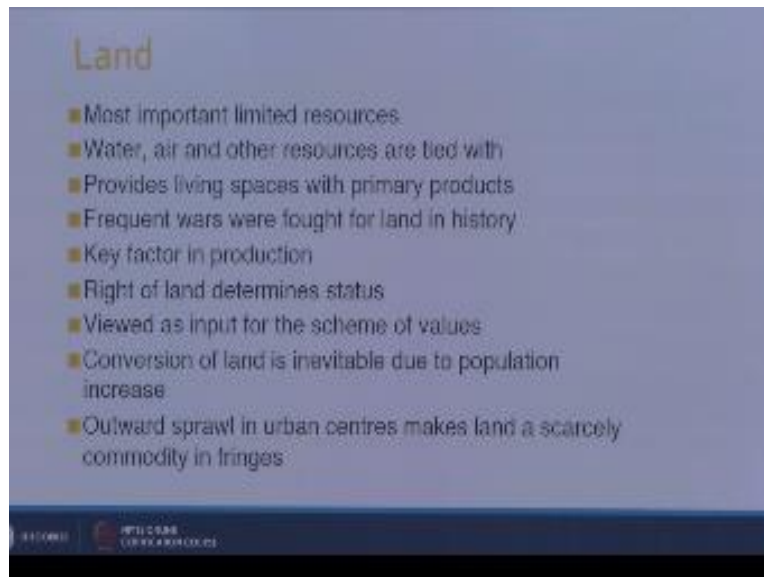 Land
Most important limited resources
Water, air and other resources are tied with
Provides living spaces with primary products
Frequent wars were fought for land in history
Key factor in production
Right of land determines status
Viewed as input for the scheme of values
Conversion of land is inevitable due to population
increase
Outward sprawl in urban centres makes land a scarcely
commodity in fringes